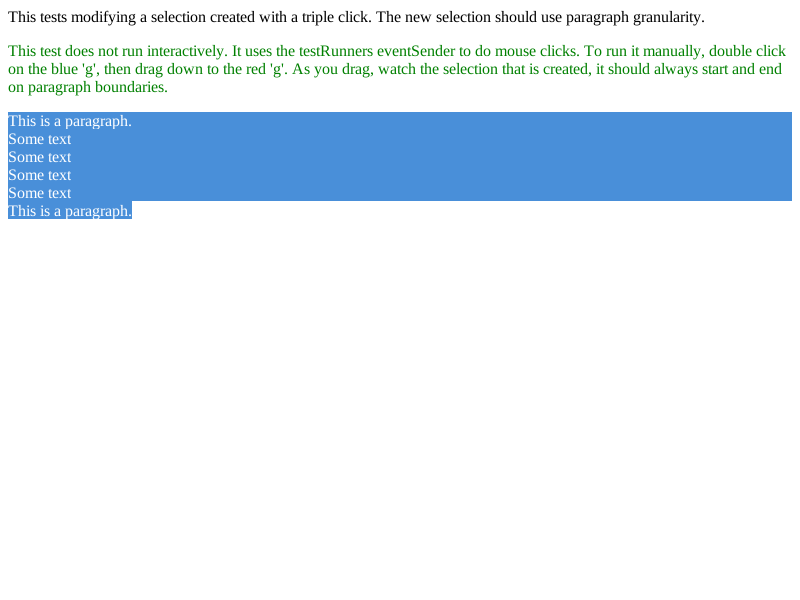 This tests modifying a selection created with a triple click. The new selection should use paragraph granularity.
This test does not run interactively. It uses the testRunners eventSender to do mouse clicks. To run it manually, double click
on the blue 'g', then drag down to the red 'g'. As you drag, watch the selection that is created, it should always start and end
on paragraph boundaries.
This is a paragraph.
Some text
Some text
Some text
Some text
This is a paragraph.